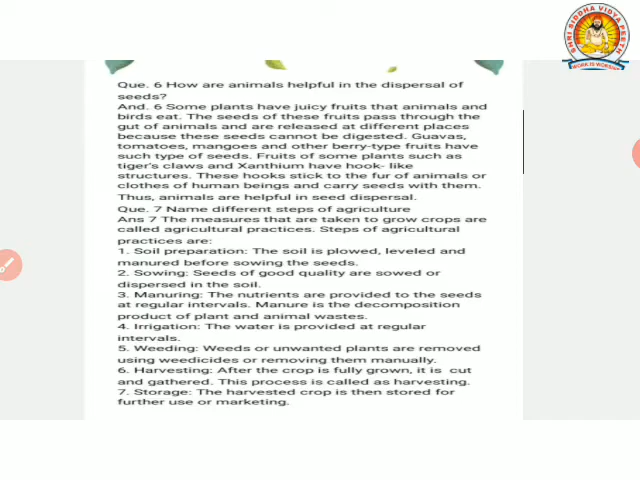 SHRI SIDDHA VIDYA PEETH
WORK IS WORSHIP
Que. 6 How are animals helpful in the dispersal of
seeds?
And. 6 Some plants have juicy fruits that animals and
birds eat. The seeds of these fruits pass through the
gut of animals and are released at different places
because these seeds cannot be digested. Guavas,
tomatoes, mangoes and other berry-type fruits have
such type of seeds. Fruits of some plants such as
tiger's claws and Xanthium have hook- like
structures. These hooks stick to the fur of animals or
clothes of human beings and carry seeds with them.
Thus, animals are helpful in seed dispersal.
Que. 7 Name different steps of agriculture
Ans 7 The measures that are taken to grow crops are
called agricultural practices. Steps of agricultural
practices are:
1. Soil preparation: The soil is plowed, leveled and
manured before sowing the seeds.
2. Sowing: Seeds of good quality are sowed or
dispersed in the soil.
3. Manuring: The nutrients are provided to the seeds
at regular intervals. Manure is the decomposition
product of plant and animal wastes.
4. Irrigation: The water is provided at regular
intervals.
5. Weeding: Weeds or unwanted plants are removed
using weedicides or removing them manually.
6. Harvesting: After the crop is fully grown, it is cut
and gathered. This process is called as harvesting.
7. Storage: The harvested crop is then stored for
further use or marketing.